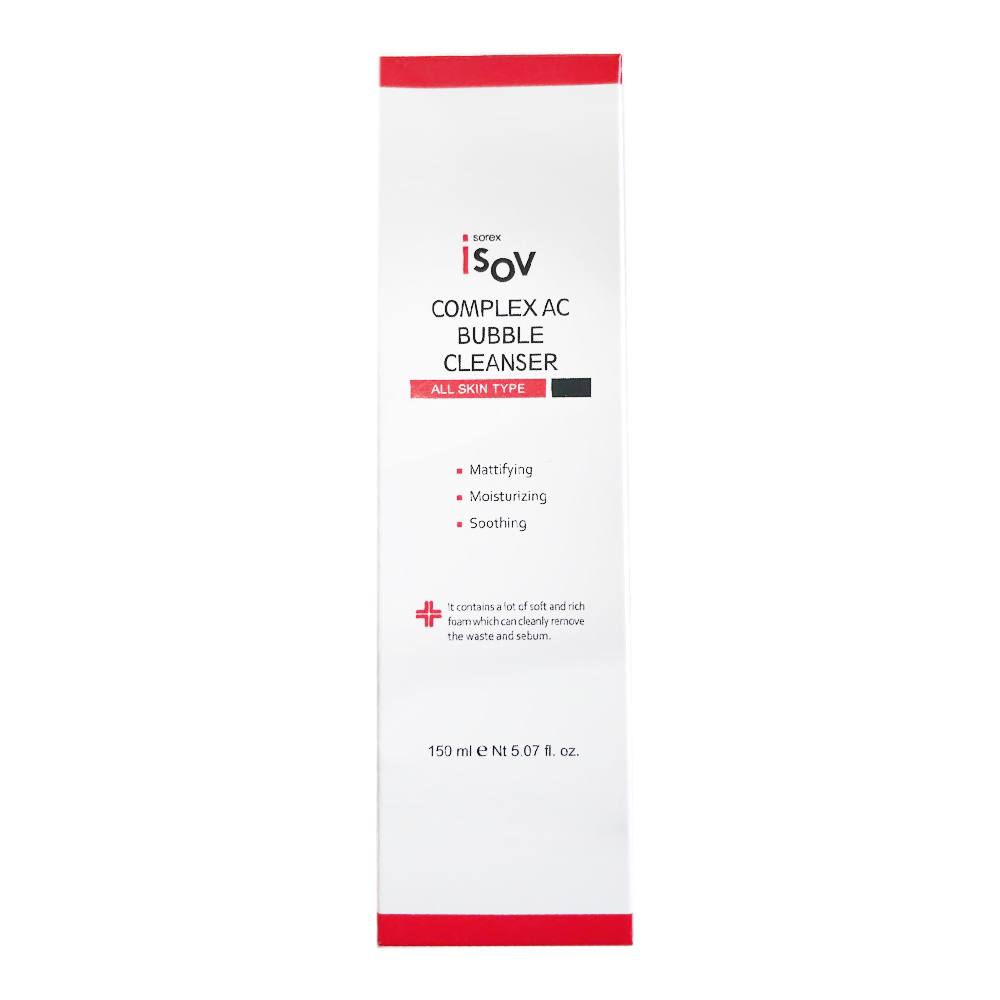 sorex
isov
COMPLEX AC
BUBBLE
CLEANSER
ALL SKIN TYPE
Mattifying
Moisturizing
Soothing
It contains a lot of soft and rich
foam which can cleanly remove
the waste and sebum.
150 ml e Nt 5.07 fl. oz.